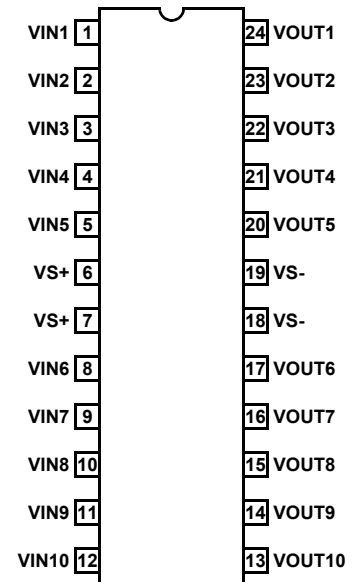 VIN1 1 24 VOUT1
VIN2 2 23 VOUT2
VIN3 3 22 VOUT3
VIN4 4 21 VOUT4
VIN5 5 20 VOUT5
VS+ 6 19 VS-
VS+ 7 18 VS-
VIN6 8 17 VOUT6
VIN7 9 16 VOUT7
VIN8 10 15 VOUT8
VIN9 11 14 VOUT9
VIN10 12 13 VOUT10